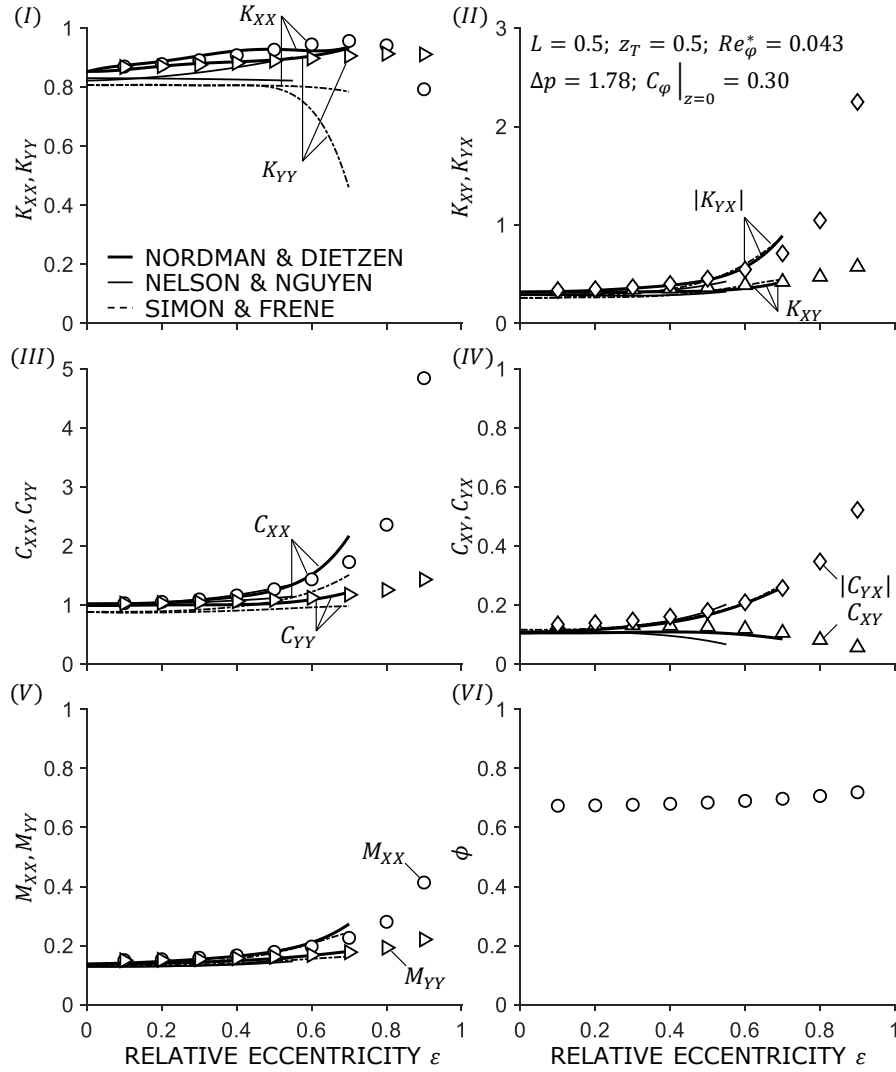 (I)
K_XX
K_XX, K_YY
1
0.8
0.6
0.4
0.2
0
K_YY
NORDMAN & DIETZEN
NELSON & NGUYEN
SIMON & FRENE
(II)
L = 0.5; z_T = 0.5; Re_φ^* = 0.043
Δp = 1.78; C_φ|_{z=0} = 0.30
K_XY, K_YX
3
2
1
0
|K_YX|
K_XY
(III)
C_XX, C_YY
5
4
3
2
1
0
C_XX
C_YY
(IV)
C_XY, C_YX
1
0.8
0.6
0.4
0.2
0
|C_YX|
C_XY
(V)
M_XX, M_YY
1
0.8
0.6
0.4
0.2
0
M_XX
M_YY
0 0.2 0.4 0.6 0.8 1
RELATIVE ECCENTRICITY ε
(VI)
ϕ
1
0.8
0.6
0.4
0.2
0
0 0.2 0.4 0.6 0.8 1
RELATIVE ECCENTRICITY ε